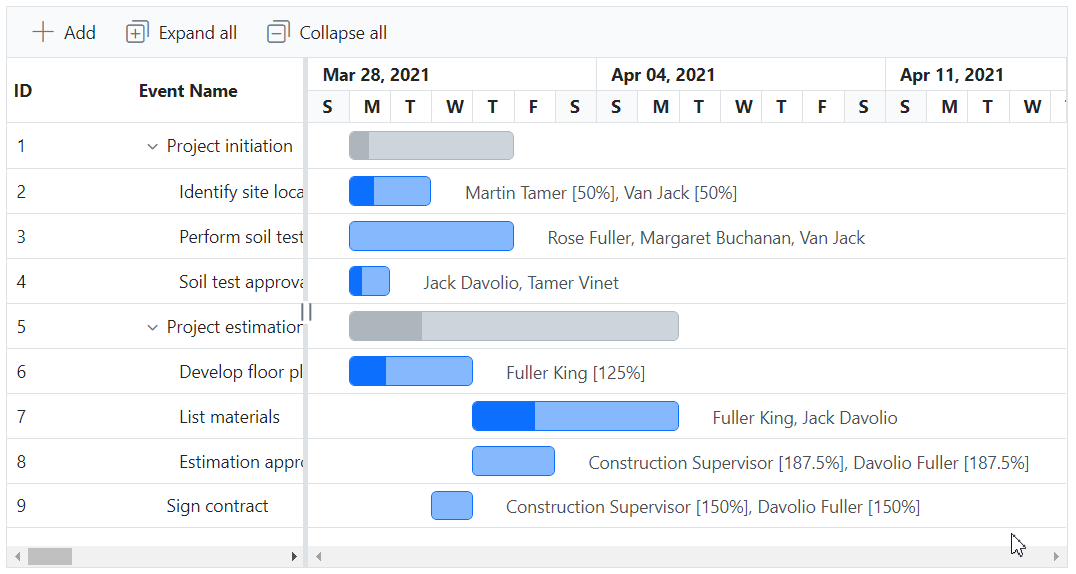 Add Expand all Collapse all
ID Event Name Mar 28, 2021 Apr 04, 2021 Apr 11, 2021
S M T W T F S S M T W T F S S M T W
1 Project initiation
2 Identify site loca Martin Tamer [50%], Van Jack [50%]
3 Perform soil test Rose Fuller, Margaret Buchanan, Van Jack
4 Soil test approva Jack Davolio, Tamer Vinet
5 Project estimation
6 Develop floor pl Fuller King [125%]
7 List materials Fuller King, Jack Davolio
8 Estimation appro Construction Supervisor [187.5%], Davolio Fuller [187.5%]
9 Sign contract Construction Supervisor [150%], Davolio Fuller [150%]